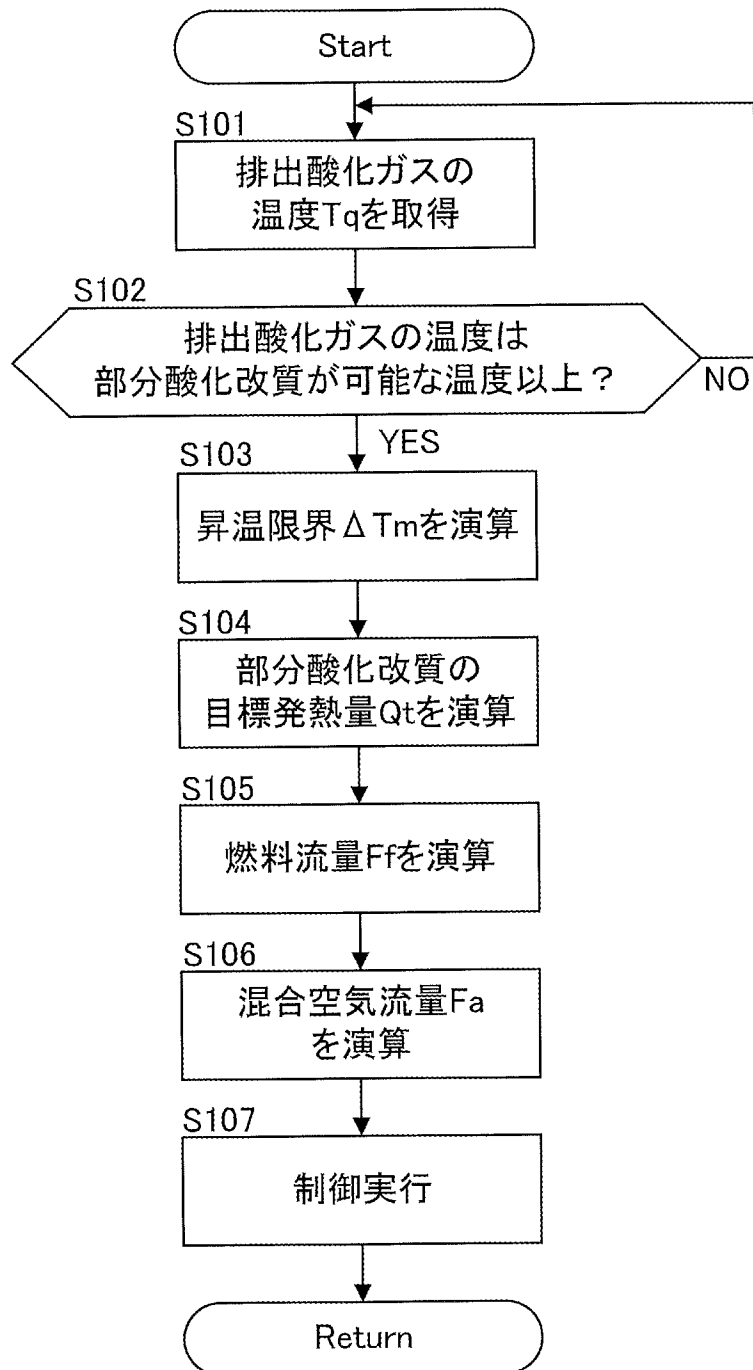 Start
S101
排出酸化ガスの
温度Tqを取得
S102
排出酸化ガスの温度は
部分酸化改質が可能な温度以上？
NO
YES
S103
昇温限界ΔTmを演算
S104
部分酸化改質の
目標発熱量Qtを演算
S105
燃料流量Ffを演算
S106
混合空気流量Fa
を演算
S107
制御実行
Return